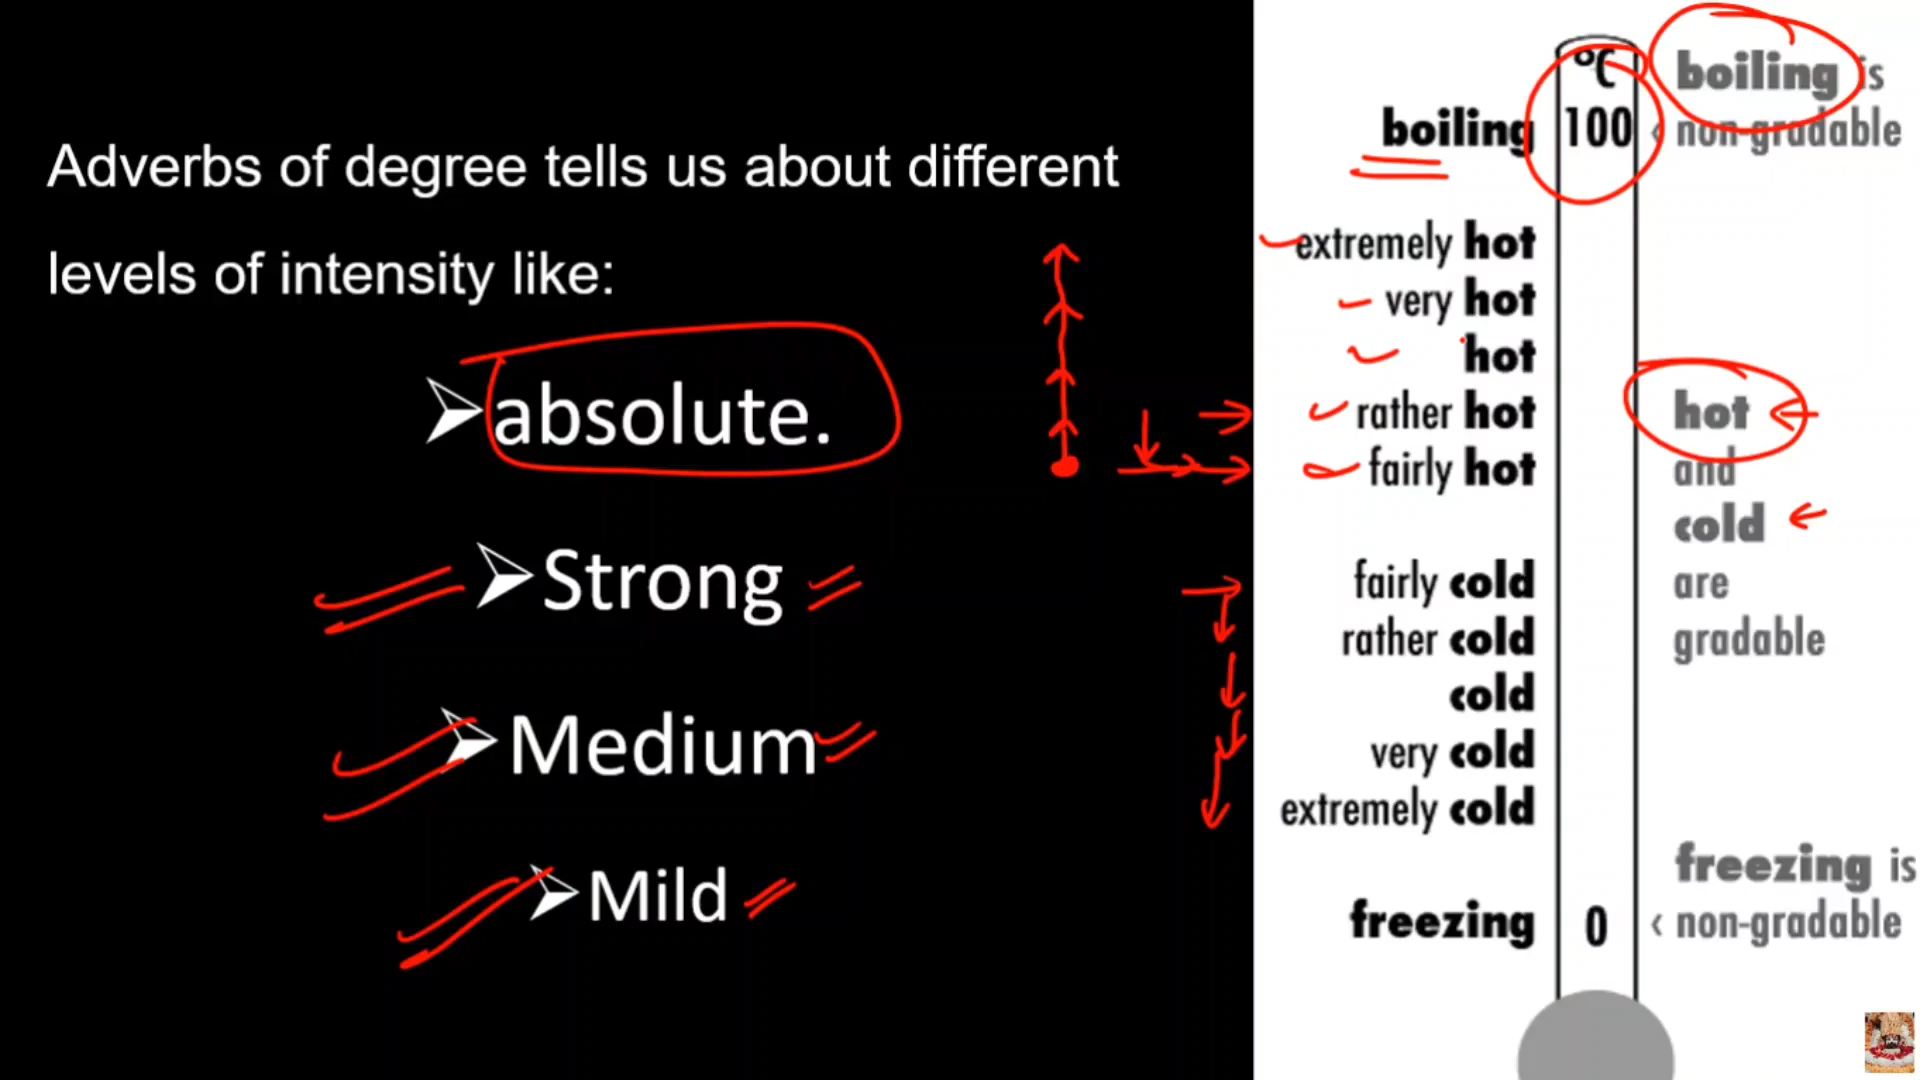 Adverbs of degree tells us about different
levels of intensity like:
absolute.
Strong
Medium
Mild
°C
boiling 100
extremely hot
very hot
hot
rather hot
fairly hot
fairly cold
rather cold
cold
very cold
extremely cold
freezing 0
boiling is
‹ non-gradable
hot
and
cold
are
gradable
freezing is
‹ non-gradable